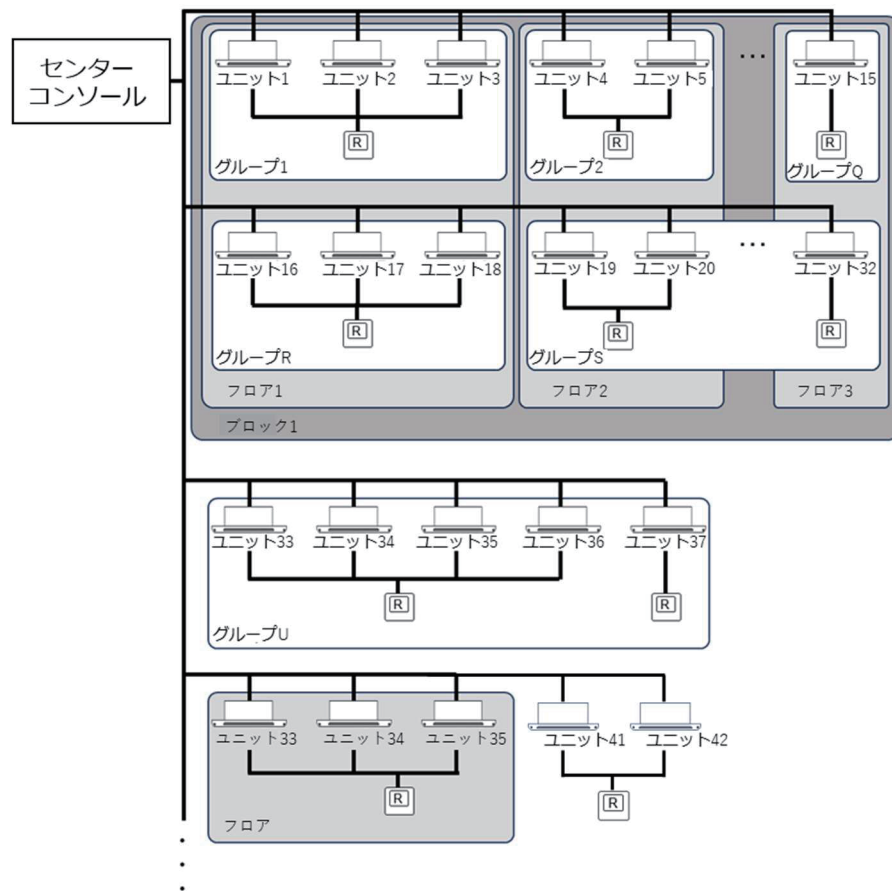 センター
コンソール
ユニット1
ユニット2
ユニット3
ユニット4
ユニット5
…
ユニット15
R
R
R
グループ1
グループ2
グループQ
ユニット16
ユニット17
ユニット18
ユニット19
ユニット20
…
ユニット32
R
R
R
グループR
グループS
フロア1
フロア2
フロア3
ブロック1
ユニット33
ユニット34
ユニット35
ユニット36
ユニット37
R
R
グループU
ユニット33
ユニット34
ユニット35
ユニット41
ユニット42
R
R
フロア